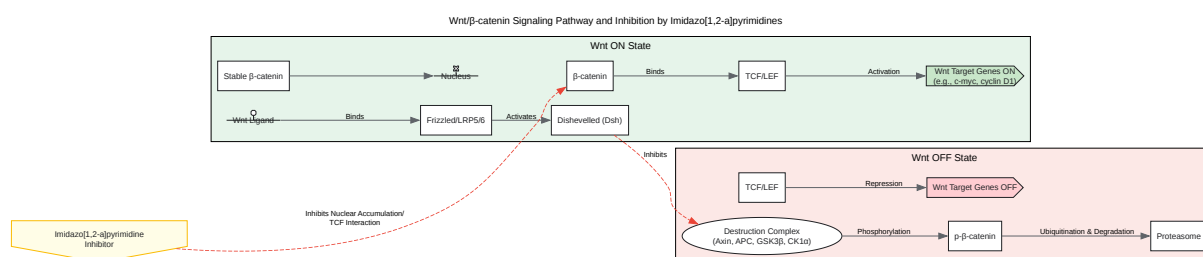 Wnt/β-catenin Signaling Pathway and Inhibition by Imidazo[1,2-a]pyrimidines
Wnt ON State
Stable β-catenin
Nucleus
β-catenin
Binds
TCF/LEF
Activation
Wnt Target Genes ON
(e.g., c-myc, cyclin D1)
Wnt Ligand
Binds
Frizzled/LRP5/6
Activates
Dishevelled (Dsh)
Inhibits
Wnt OFF State
TCF/LEF
Repression
Wnt Target Genes OFF
Inhibits Nuclear Accumulation/
TCF Interaction
Imidazo[1,2-a]pyrimidine
Inhibitor
Destruction Complex
(Axin, APC, GSK3β, CK1α)
Phosphorylation
p-β-catenin
Ubiquitination & Degradation
Proteasome